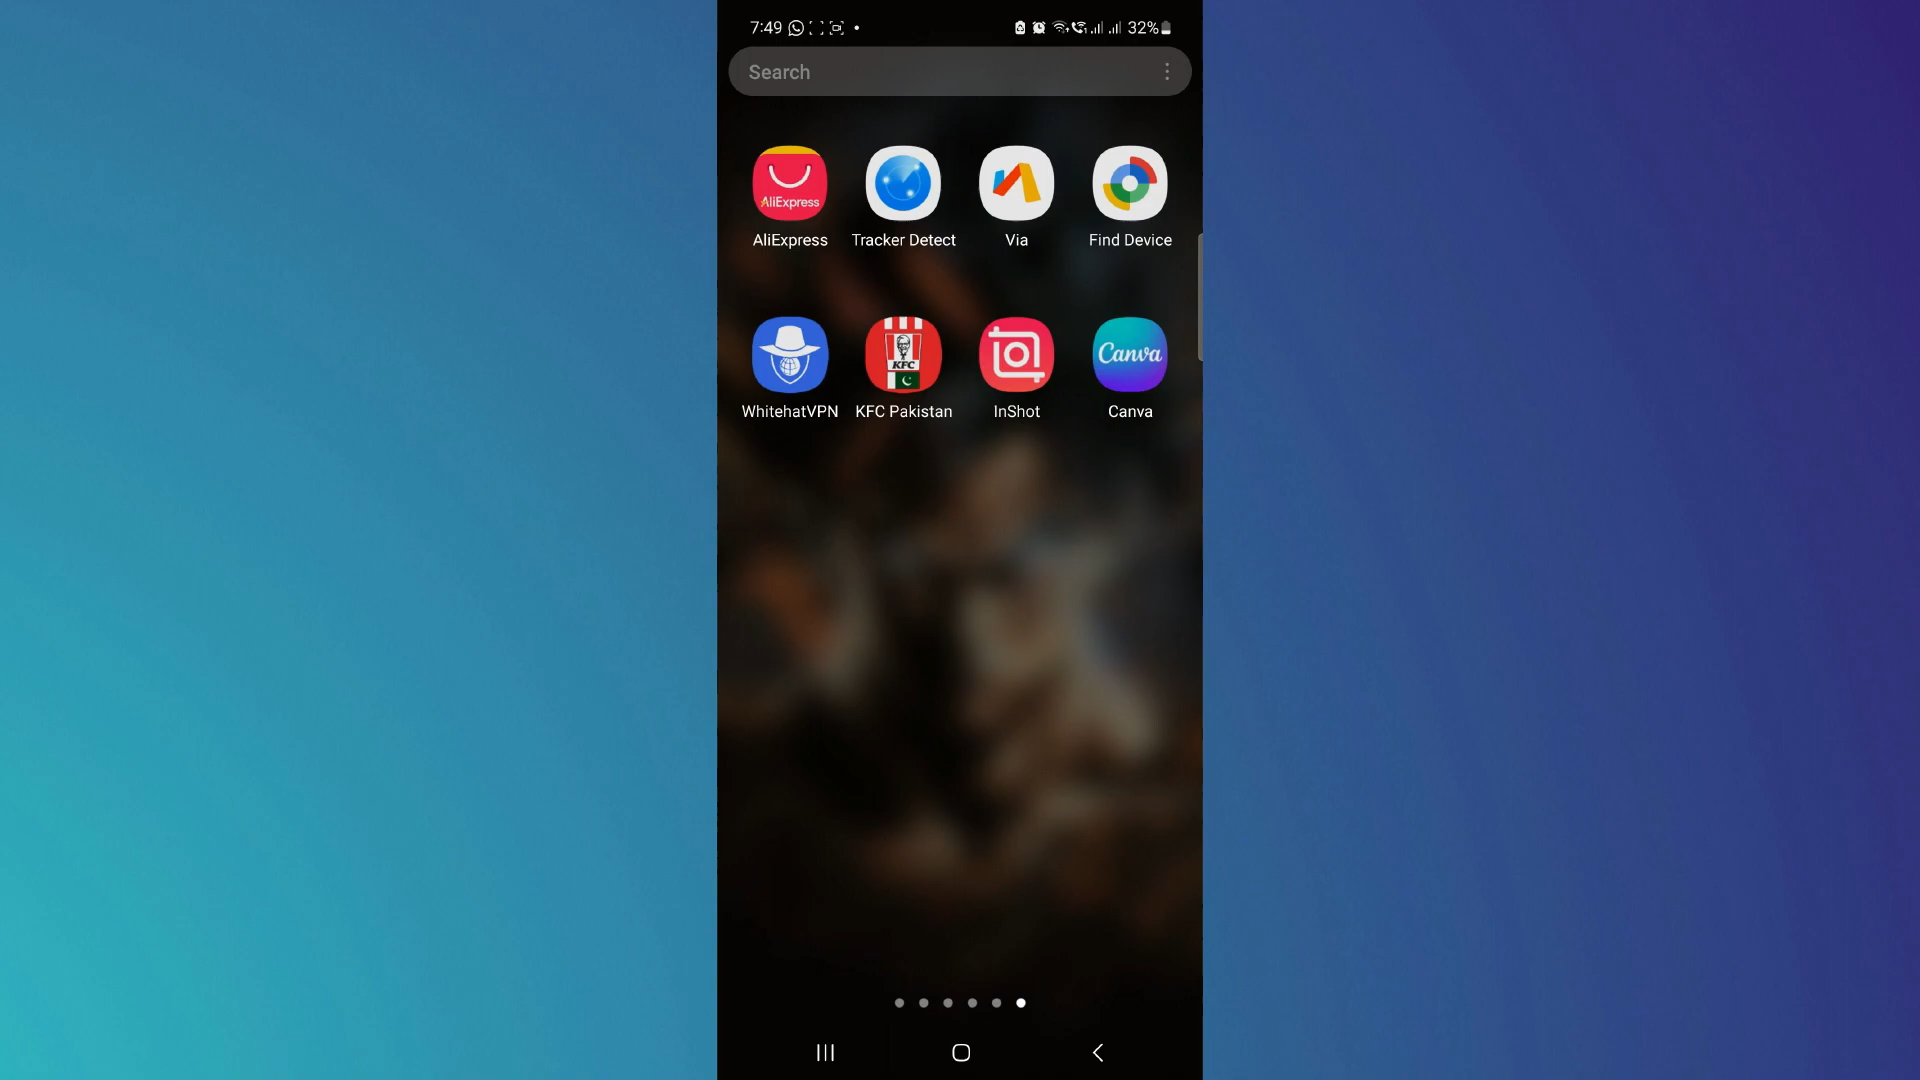 7:49 32%
Search
AliExpress
AliExpress Tracker Detect Via Find Device
KFC Canva
WhitehatVPN KFC Pakistan InShot Canva